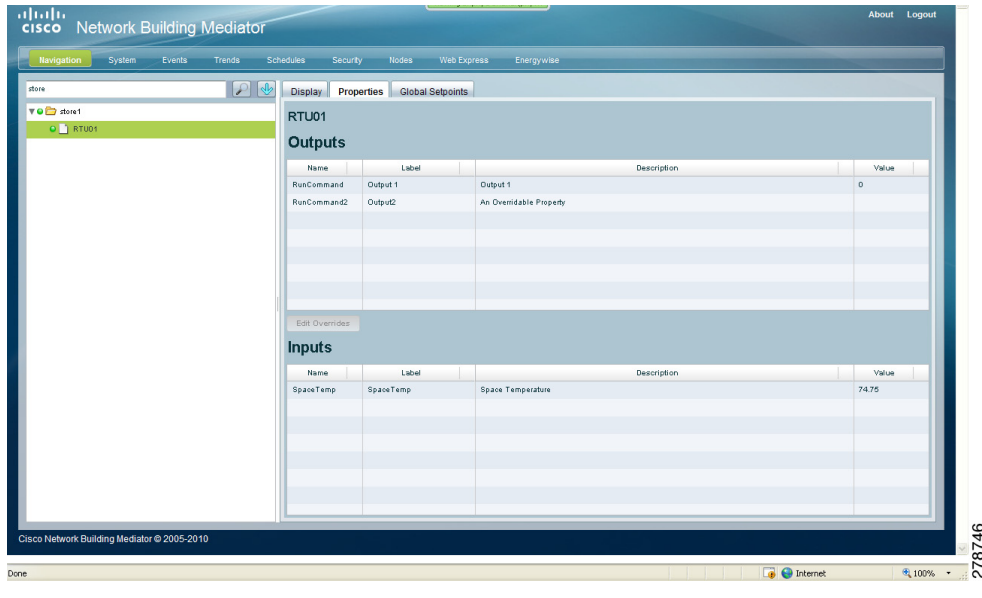 About Logout
CISCO Network Building Mediator
Navigation System Events Trends Schedules Security Nodes Web Express Energywise
store
Display Properties Global Setpoints
store1
RTU01
RTU01
Outputs
Name Label Description Value
RunCommand Output 1 Output 1 0
RunCommand2 Output2 An Overridable Property
Edit Overrides
Inputs
Name Label Description Value
SpaceTemp SpaceTemp Space Temperature 74.75
Cisco Network Building Mediator © 2005-2010
Done Internet 100%
278746